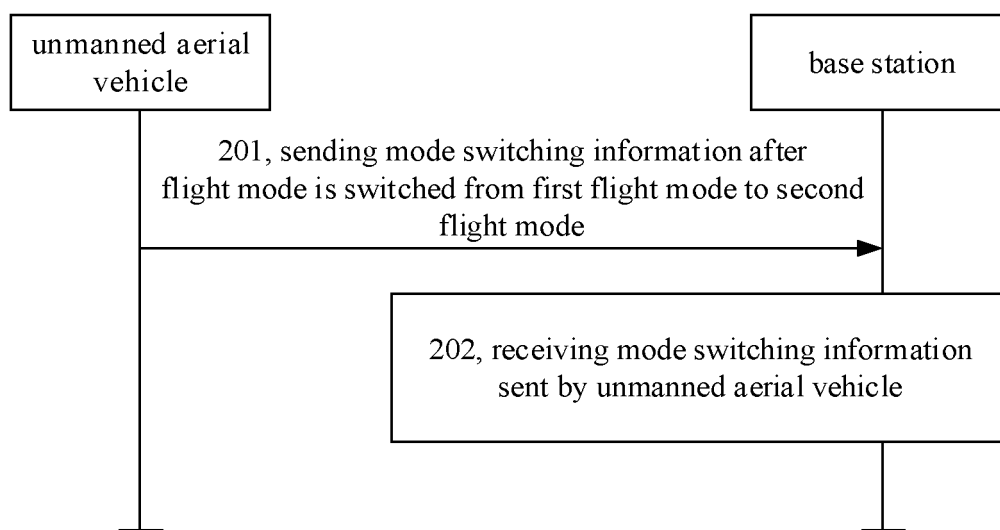 unmanned aerial
vehicle
base station
201, sending mode switching information after
flight mode is switched from first flight mode to second
flight mode
202, receiving mode switching information
sent by unmanned aerial vehicle